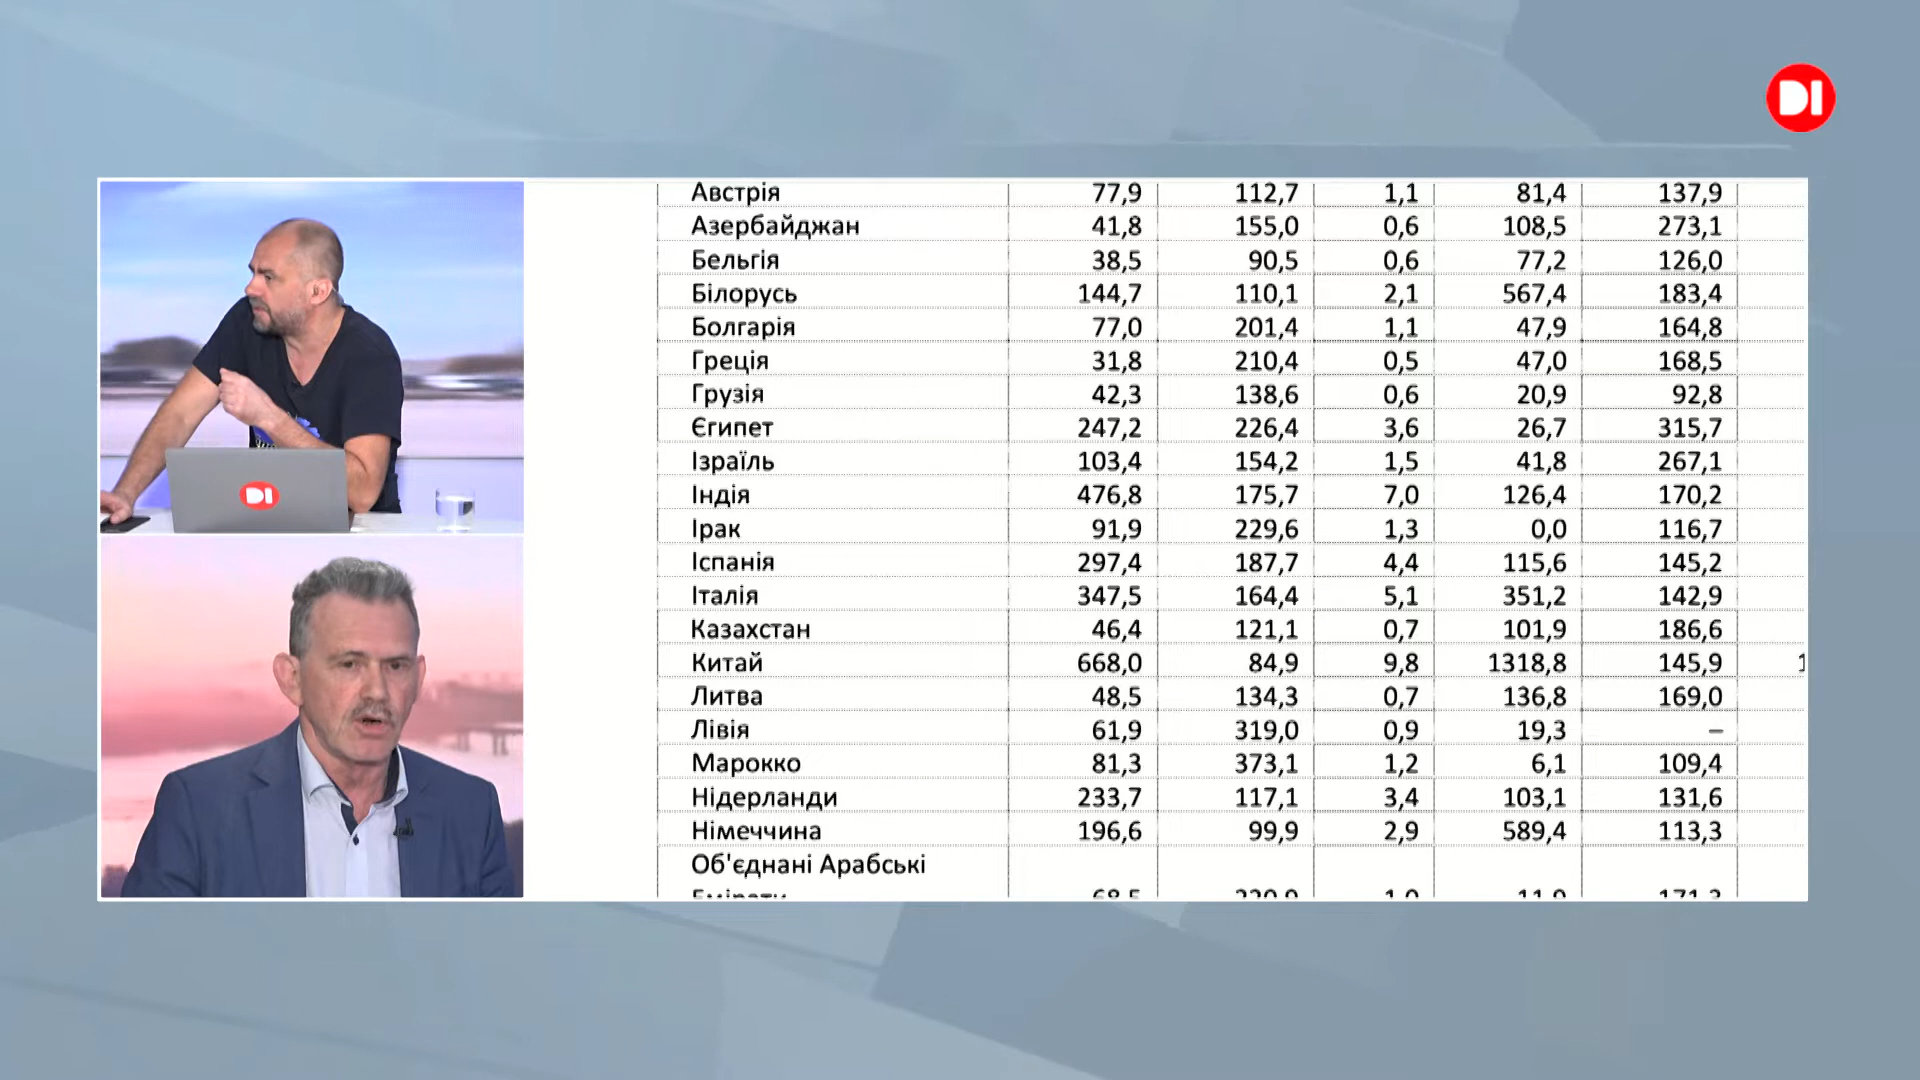 DI
Австрія 77,9 112,7 1,1 81,4 137,9
Азербайджан 41,8 155,0 0,6 108,5 273,1
Бельгія 38,5 90,5 0,6 77,2 126,0
Білорусь 144,7 110,1 2,1 567,4 183,4
Болгарія 77,0 201,4 1,1 47,9 164,8
Греція 31,8 210,4 0,5 47,0 168,5
Грузія 42,3 138,6 0,6 20,9 92,8
Єгипет 247,2 226,4 3,6 26,7 315,7
Ізраїль 103,4 154,2 1,5 41,8 267,1
Індія 476,8 175,7 7,0 126,4 170,2
Ірак 91,9 229,6 1,3 0,0 116,7
Іспанія 297,4 187,7 4,4 115,6 145,2
Італія 347,5 164,4 5,1 351,2 142,9
Казахстан 46,4 121,1 0,7 101,9 186,6
Китай 668,0 84,9 9,8 1318,8 145,9
Литва 48,5 134,3 0,7 136,8 169,0
Лівія 61,9 319,0 0,9 19,3 –
Марокко 81,3 373,1 1,2 6,1 109,4
Нідерланди 233,7 117,1 3,4 103,1 131,6
Німеччина 196,6 99,9 2,9 589,4 113,3
Об'єднані Арабські
DI